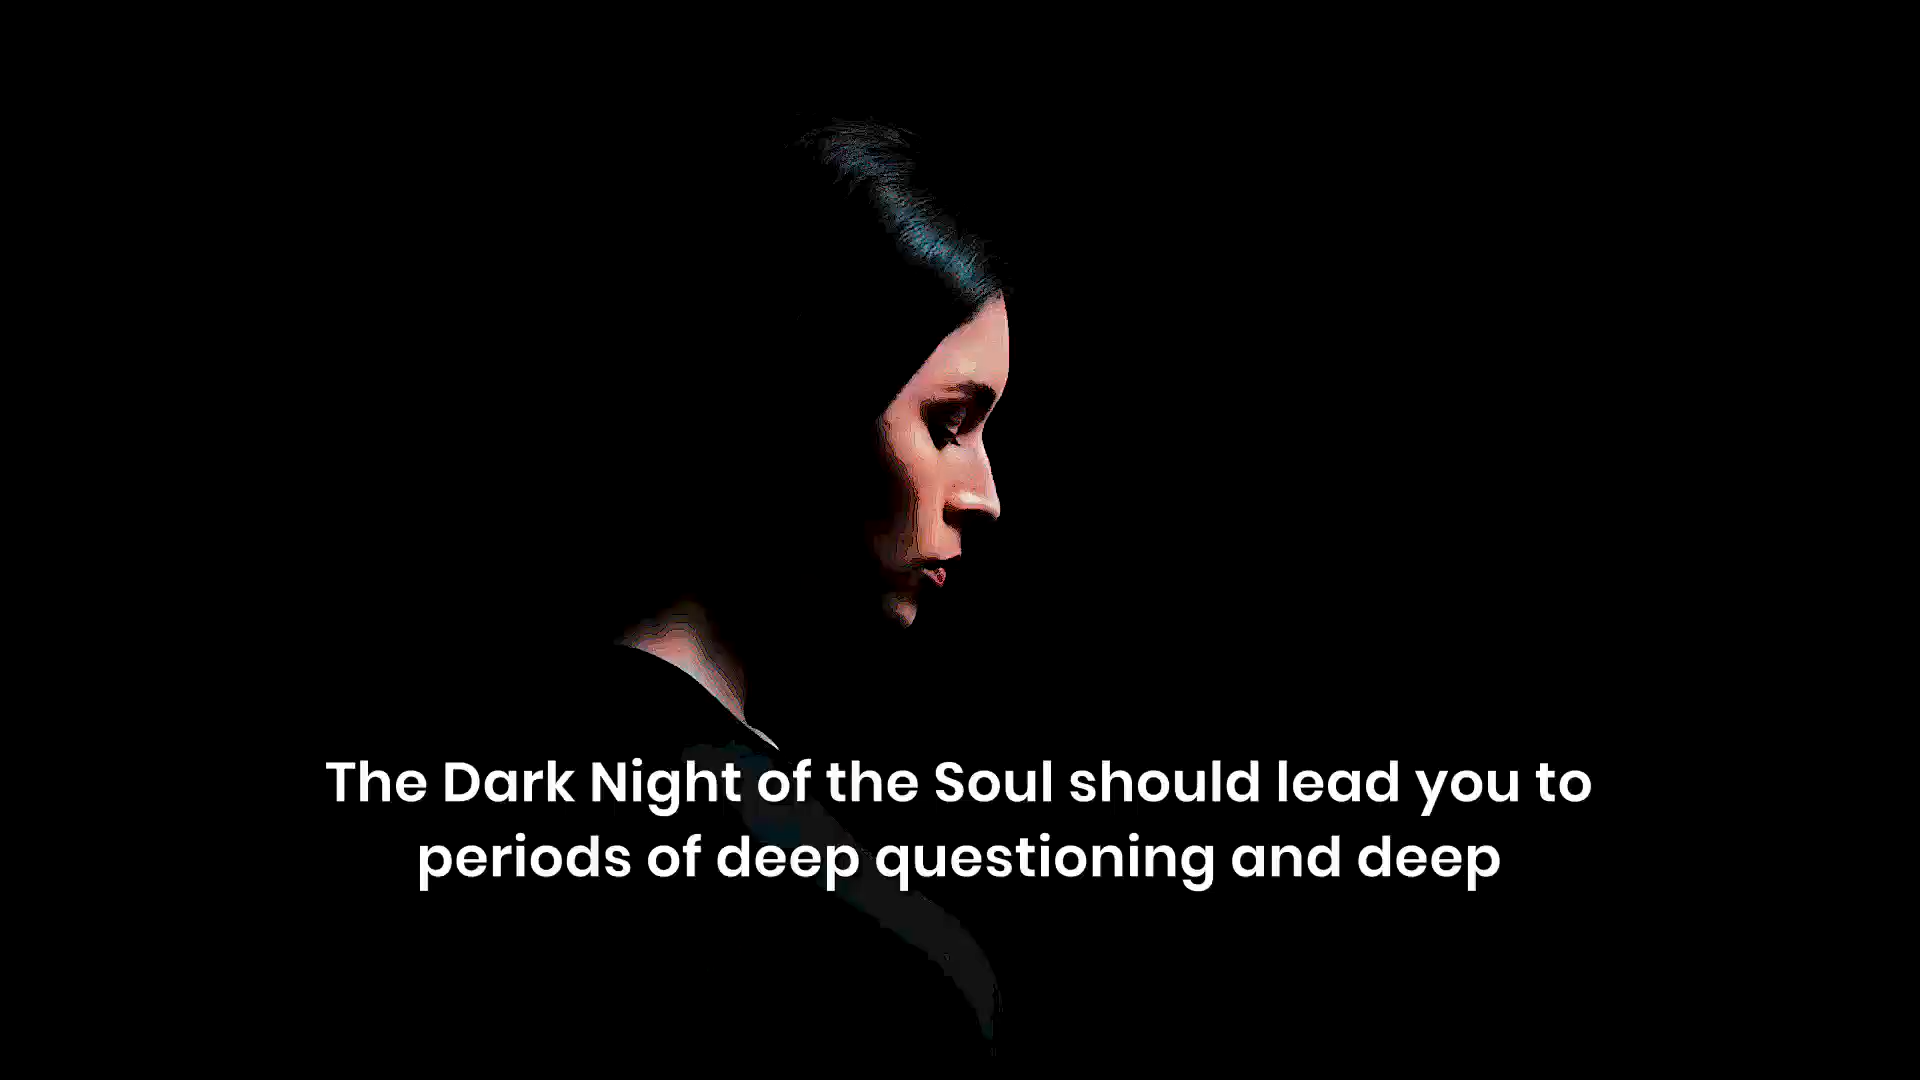 The Dark Night of the Soul should lead you to
periods of deep questioning and deep